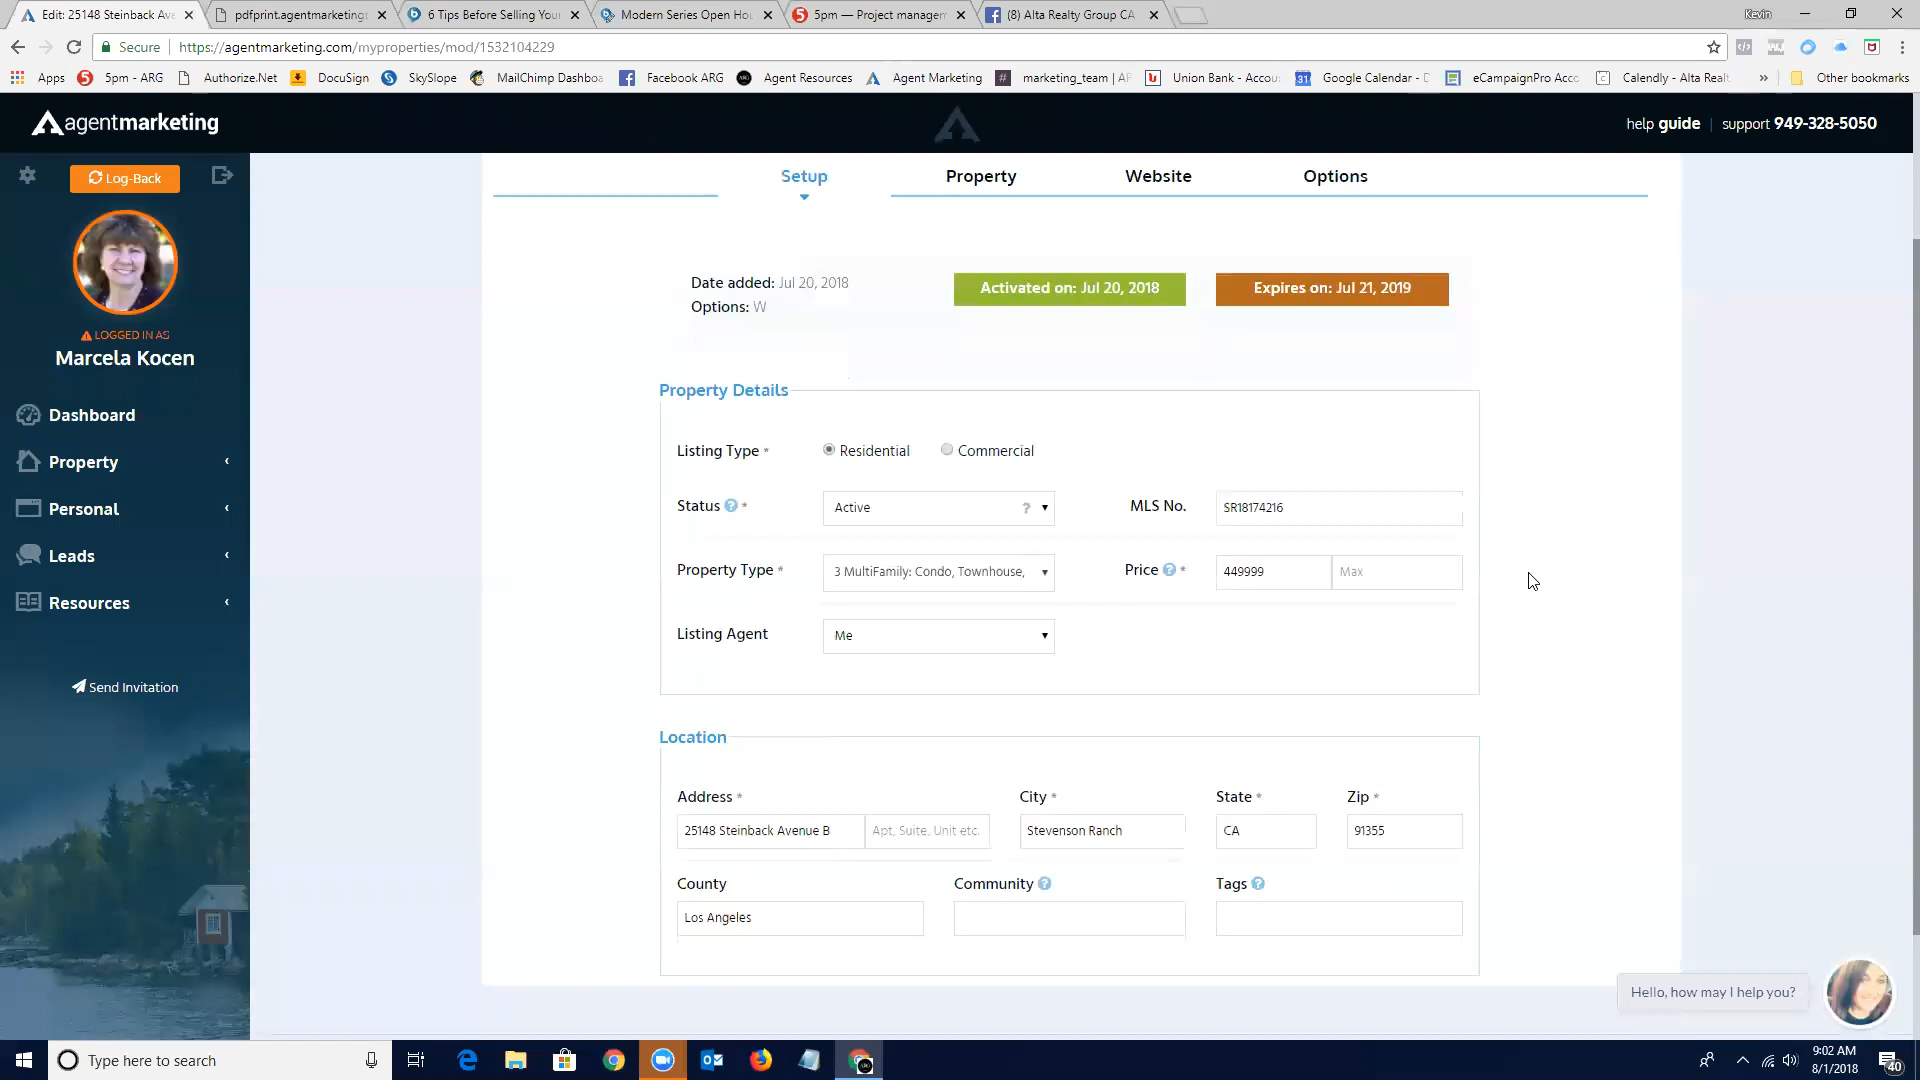 Edit: 25148 Steinback Av
pdfprint.agentmarketing
6 Tips Before Selling You
Modern Series Open Ho
5pm — Project managem
(8) Alta Realty Group CA
Kevin
Secure
https://agentmarketing.com/myproperties/mod/1532104229
Apps
5pm - ARG
Authorize.Net
DocuSign
SkySlope
MailChimp Dashboa
Facebook ARG
Agent Resources
Agent Marketing
marketing_team | A
Union Bank - Accou
Google Calendar -
eCampaignPro Acco
Calendly - Alta Realt
»
Other bookmarks
agentmarketing
help guide | support 949-328-5050
Log-Back
LOGGED IN AS
Marcela Kocen
Dashboard
Property
Personal
Leads
Resources
Send Invitation
Setup
Property
Website
Options
Date added: Jul 20, 2018
Options: W
Activated on: Jul 20, 2018
Expires on: Jul 21, 2019
Property Details
Listing Type *
Residential
Commercial
Status ? *
Active ?
MLS No.
SR18174216
Property Type *
3 MultiFamily: Condo, Townhouse,
Price ? *
449999
Max
Listing Agent
Me
Location
Address *
City *
State *
Zip *
25148 Steinback Avenue B
Apt, Suite, Unit etc.
Stevenson Ranch
CA
91355
County
Community ?
Tags ?
Los Angeles
Hello, how may I help you?
Type here to search
9:02 AM
8/1/2018
40